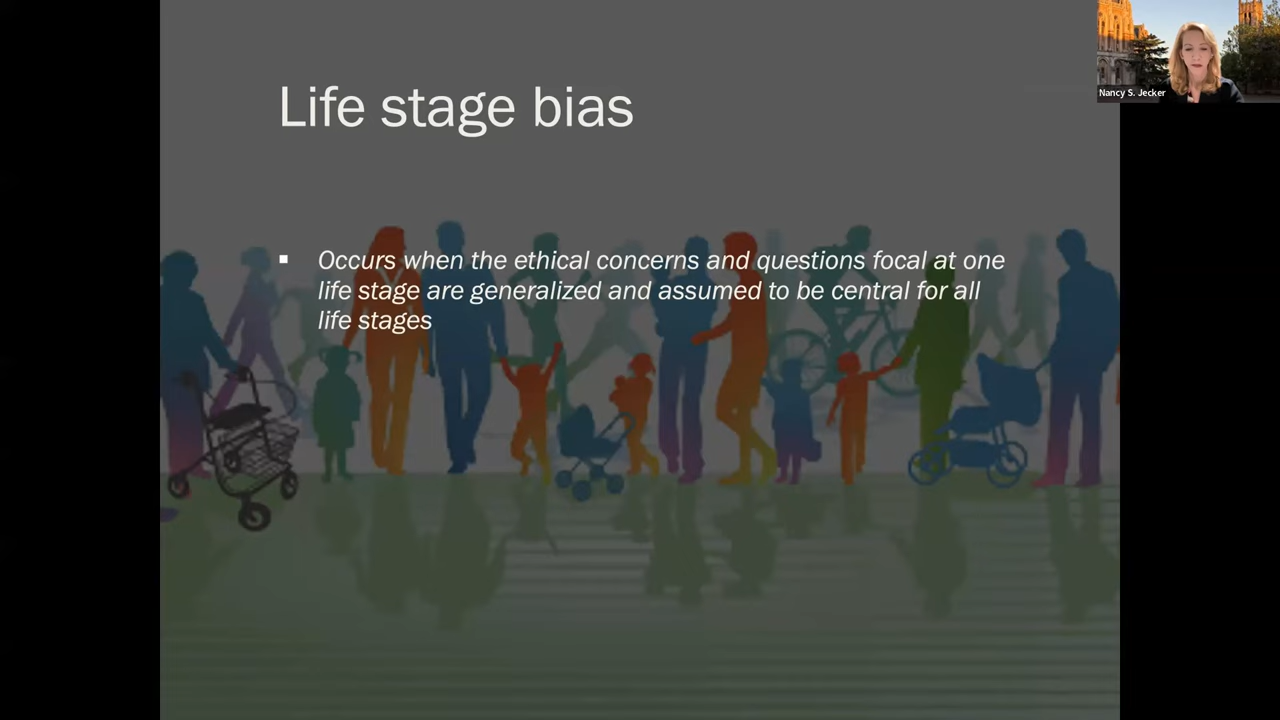 Life stage bias
Nancy S. Jecker
▪ Occurs when the ethical concerns and questions focal at one
life stage are generalized and assumed to be central for all
life stages